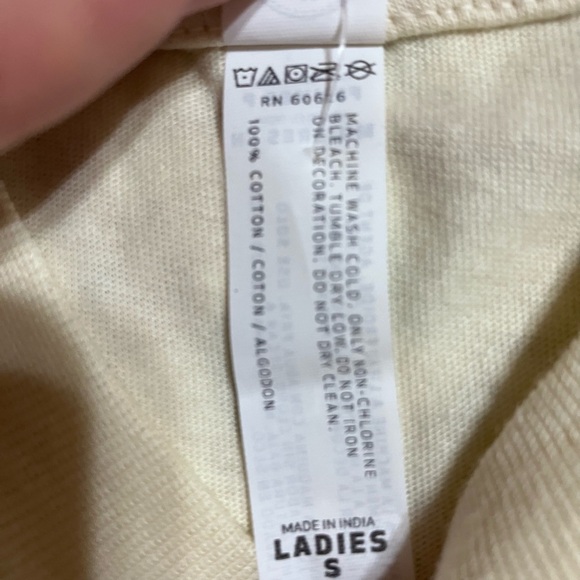 RN 606
MACHINE WASH COLD, ONLY NON-CHLORINE
BLEACH. TUMBLE DRY LOW. DO NOT IRON
ON DECORATION. DO NOT DRY CLEAN.
100% COTTON / COTON / ALGODON
MADE IN INDIA
LADIES
S